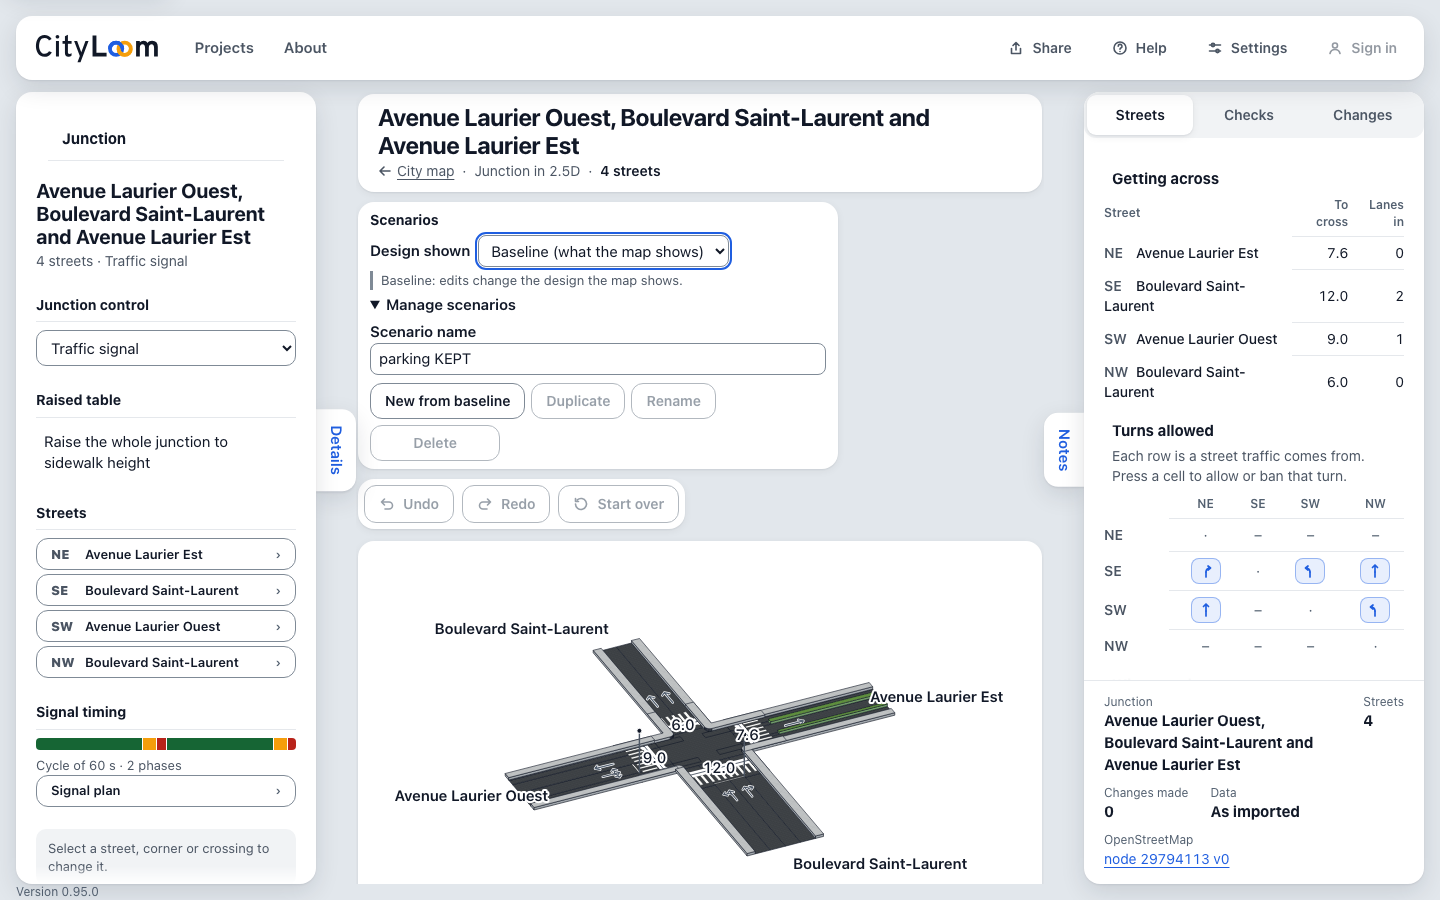 CityLoom
Projects
About
Share
Help
Settings
Sign in
Junction
Avenue Laurier Ouest,
Boulevard Saint-Laurent
and Avenue Laurier Est
4 streets · Traffic signal
Junction control
Traffic signal
Raised table
Raise the whole junction to
sidewalk height
Streets
NE Avenue Laurier Est ›
SE Boulevard Saint-Laurent ›
SW Avenue Laurier Ouest ›
NW Boulevard Saint-Laurent ›
Signal timing
Cycle of 60 s · 2 phases
Signal plan ›
Select a street, corner or crossing to
change it.
Version 0.95.0
Details
Avenue Laurier Ouest, Boulevard Saint-Laurent and
Avenue Laurier Est
← City map · Junction in 2.5D · 4 streets
Scenarios
Design shown Baseline (what the map shows)
Baseline: edits change the design the map shows.
▼ Manage scenarios
Scenario name
parking KEPT
New from baseline Duplicate Rename
Delete
Undo Redo Start over
Boulevard Saint-Laurent
Avenue Laurier Est
6.0
7.6
9.0
12.0
Avenue Laurier Ouest
Boulevard Saint-Laurent
Notes
Streets Checks Changes
Getting across
Street To cross Lanes in
NE Avenue Laurier Est 7.6 0
SE Boulevard Saint-
Laurent 12.0 2
SW Avenue Laurier Ouest 9.0 1
NW Boulevard Saint-
Laurent 6.0 0
Turns allowed
Each row is a street traffic comes from.
Press a cell to allow or ban that turn.
NE SE SW NW
NE · – – –
SE ·
SW – ·
NW – – – ·
Junction
Avenue Laurier Ouest,
Boulevard Saint-Laurent and
Avenue Laurier Est
Streets
4
Changes made
0
Data
As imported
OpenStreetMap
node 29794113 v0